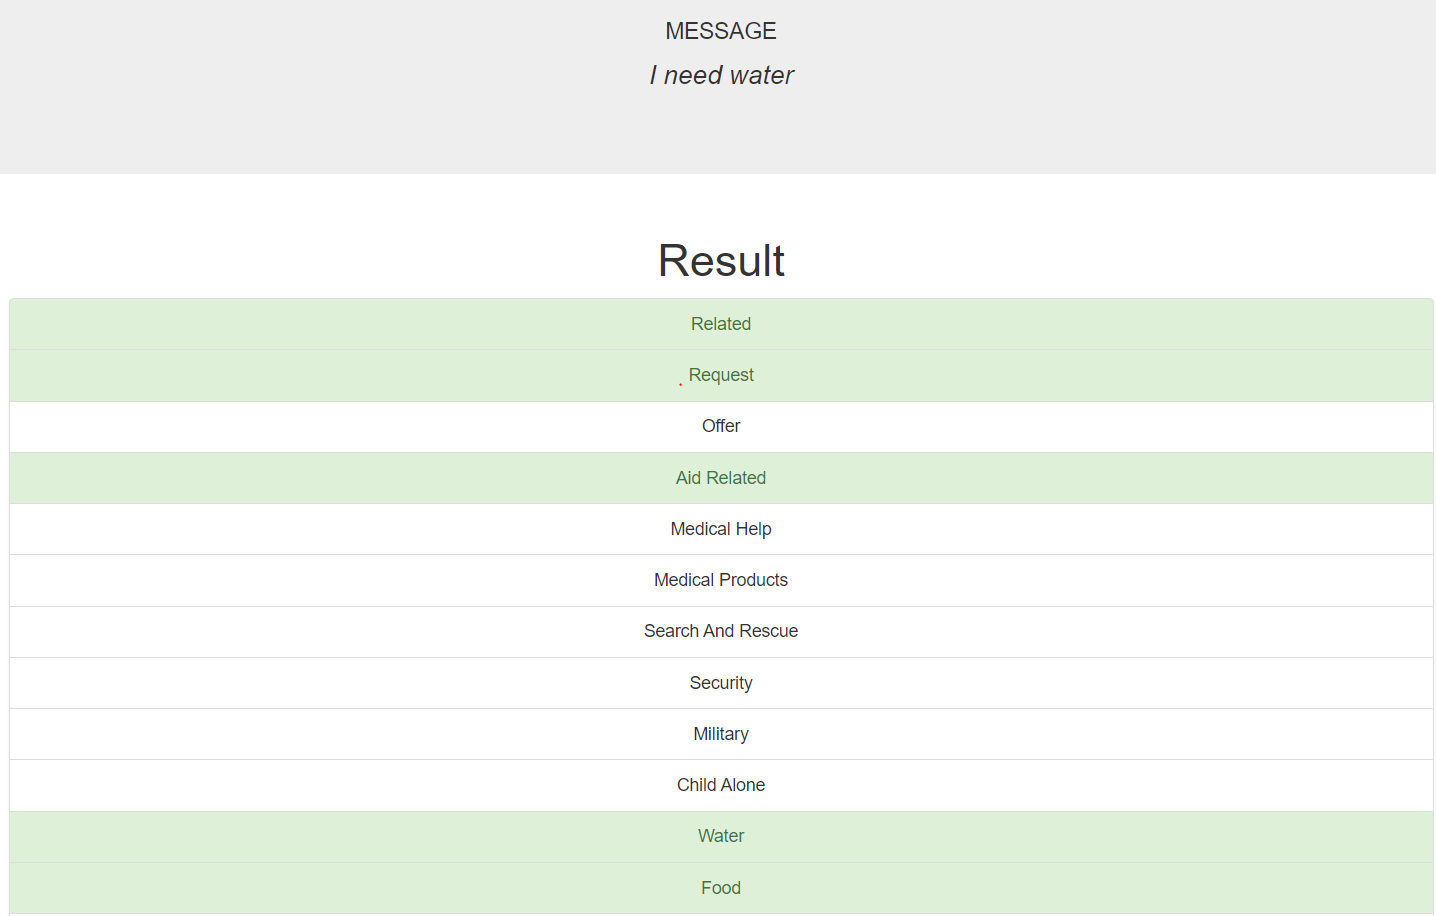 MESSAGE
I need water
Result
Related
Request
Offer
Aid Related
Medical Help
Medical Products
Search And Rescue
Security
Military
Child Alone
Water
Food